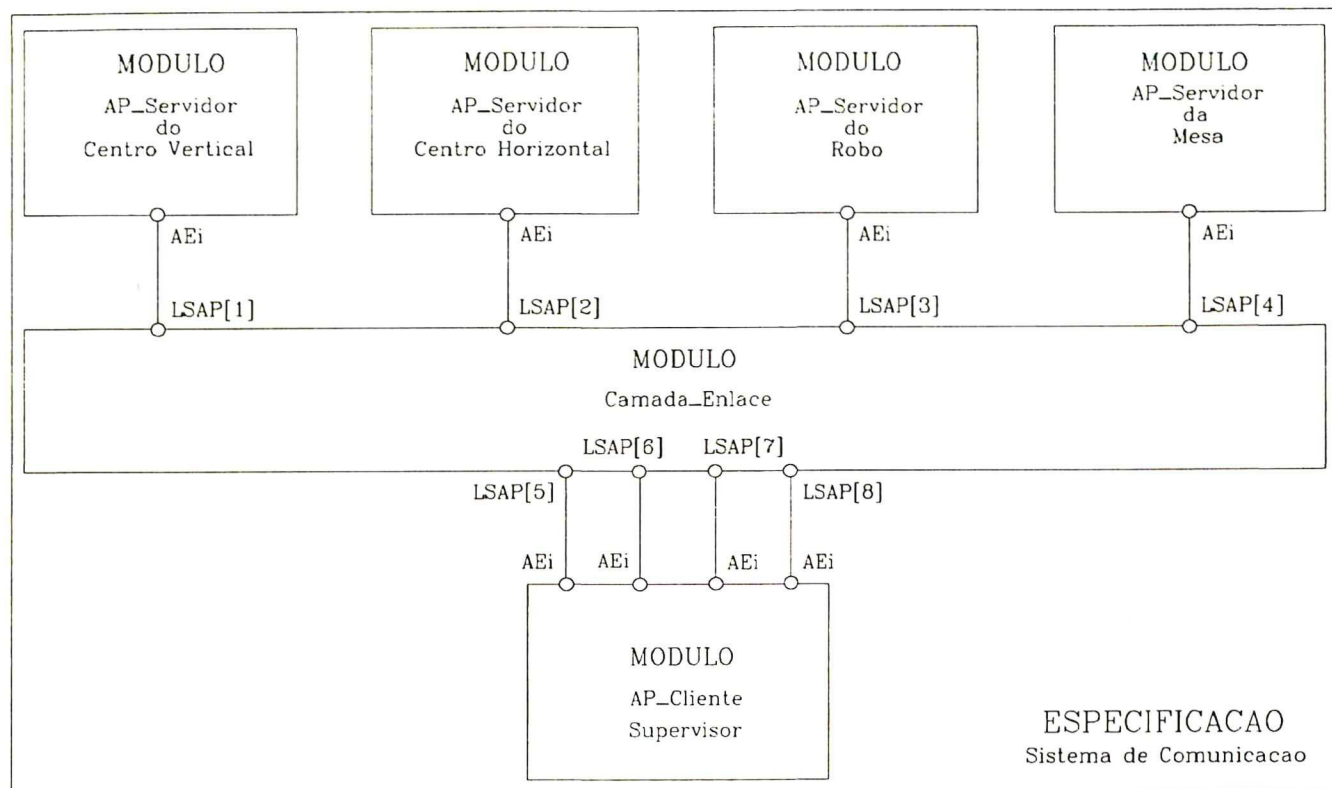 MODULO
AP_Servidor
do
Centro Vertical
MODULO
AP_Servidor
do
Centro Horizontal
MODULO
AP_Servidor
do
Robo
MODULO
AP_Servidor
da
Mesa
AEi
AEi
AEi
AEi
LSAP[1]
LSAP[2]
LSAP[3]
LSAP[4]
MODULO
Camada_Enlace
LSAP[6]
LSAP[7]
LSAP[5]
LSAP[8]
AEi
AEi
AEi
AEi
MODULO
AP_Cliente
Supervisor
ESPECIFICACAO
Sistema de Comunicacao